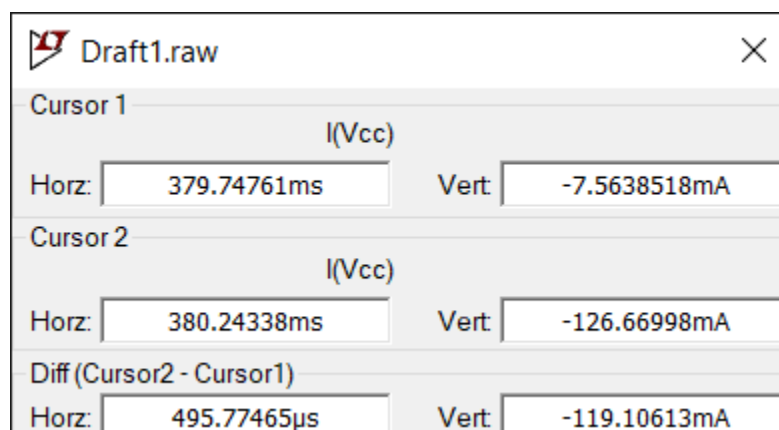 Draft1.raw
Cursor 1
I(Vcc)
Horz: 379.74761ms Vert: -7.5638518mA
Cursor 2
I(Vcc)
Horz: 380.24338ms Vert: -126.66998mA
Diff (Cursor2 - Cursor1)
Horz: 495.77465µs Vert: -119.10613mA